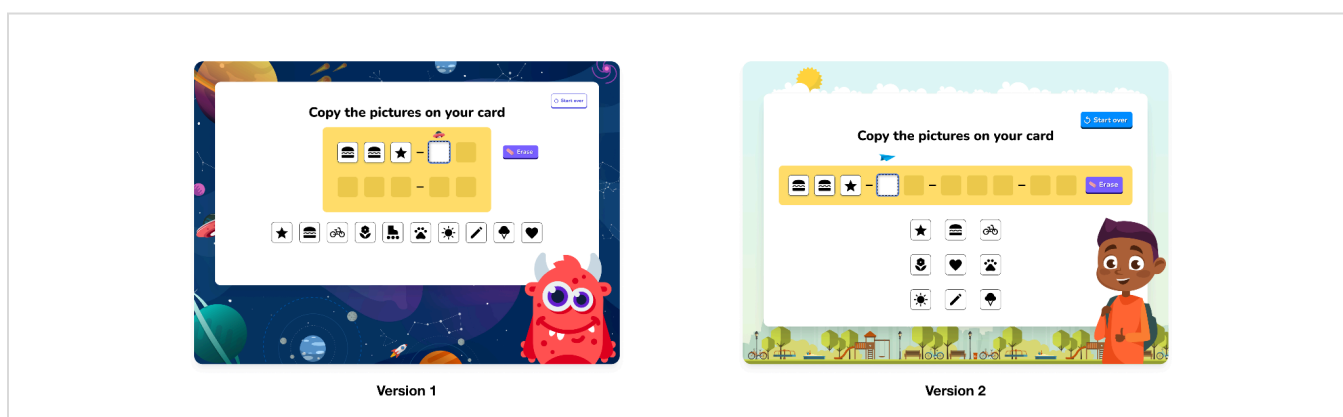 Start over
Copy the pictures on your card
Erase
Version 1
Start over
Copy the pictures on your card
Erase
Version 2